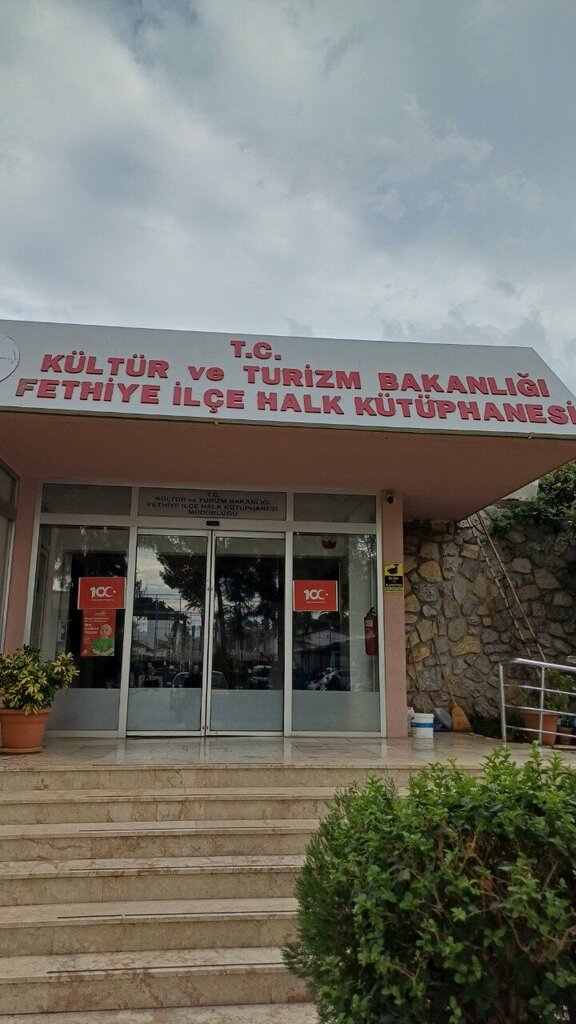 T.C.
KÜLTÜR ve TURİZM BAKANLIĞI
FETHİYE İLÇE HALK KÜTÜPHANESİ
T.C.
KÜLTÜR ve TURİZM BAKANLIĞI
FETHİYE İLÇE HALK KÜTÜPHANESİ
MÜDÜRLÜĞÜ
100
100